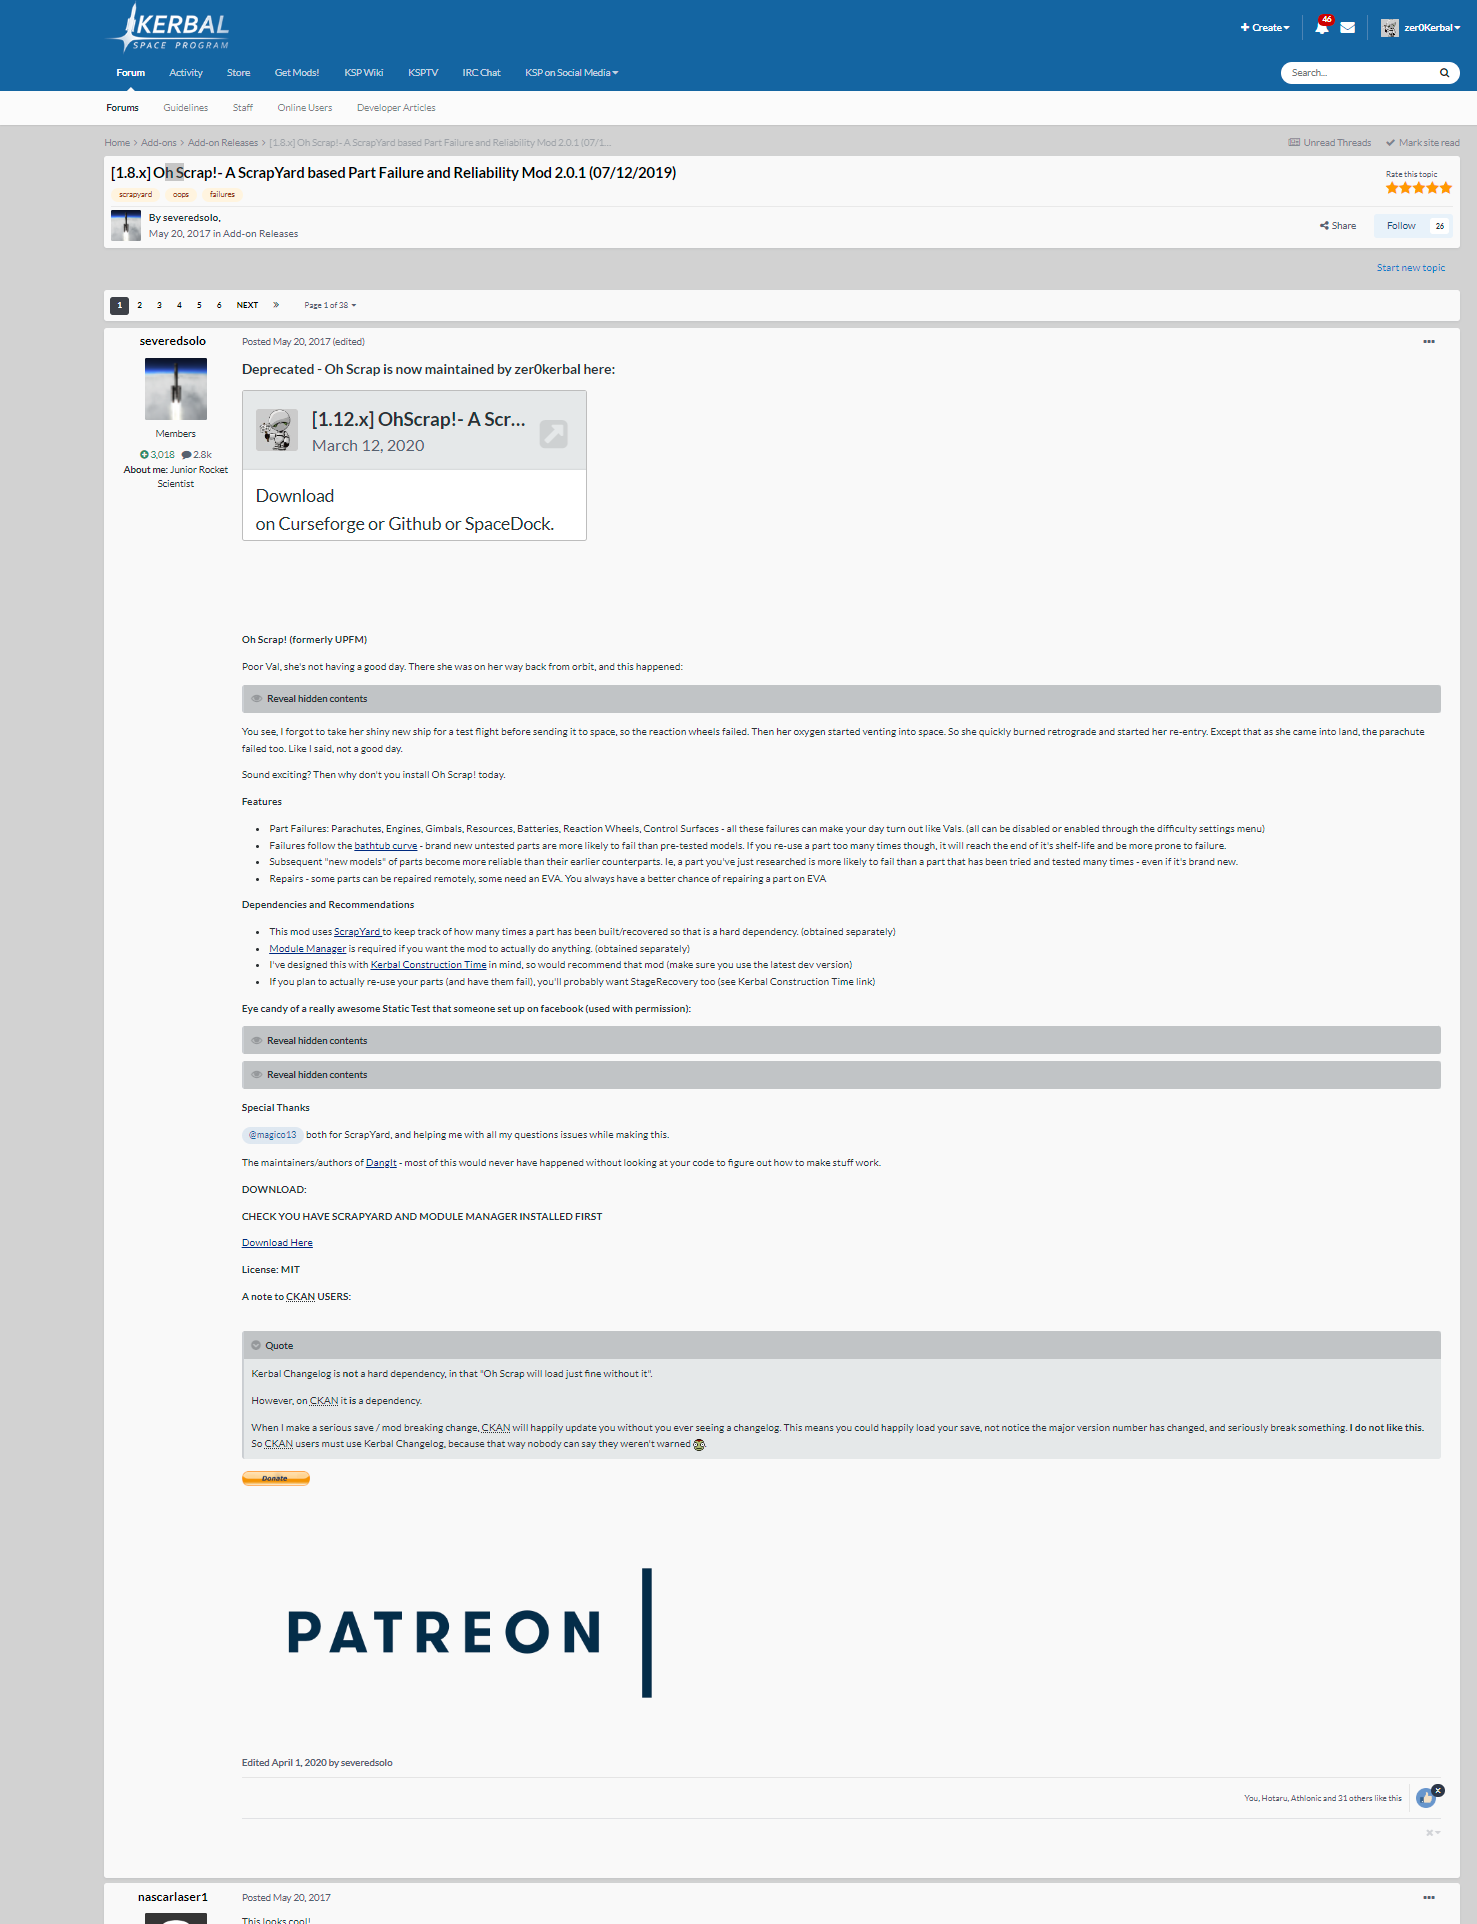 KERBAL
SPACE PROGRAM
Create
46
zer0Kerbal
Forum Activity Store Get Mods! KSP Wiki KSPTV IRC Chat KSP on Social Media
Search...
Forums Guidelines Staff Online Users Developer Articles
Home > Add-ons > Add-on Releases > [1.8.x] Oh Scrap!- A ScrapYard based Part Failure and Reliability Mod 2.0.1 (07/1...
Unread Threads Mark site read
[1.8.x] Oh Scrap!- A ScrapYard based Part Failure and Reliability Mod 2.0.1 (07/12/2019)
scrapyard oops failures
Rate this topic
By severedsolo,
May 20, 2017 in Add-on Releases
Share Follow 26
Start new topic
1 2 3 4 5 6 NEXT » Page 1 of 38
severedsolo
Members
3,018 2.8k
About me: Junior Rocket
Scientist
Posted May 20, 2017 (edited)
Deprecated - Oh Scrap is now maintained by zer0kerbal here:
[1.12.x] OhScrap!- A Scr...
March 12, 2020
Download
on Curseforge or Github or SpaceDock.
Oh Scrap! (formerly UPFM)
Poor Val, she's not having a good day. There she was on her way back from orbit, and this happened:
Reveal hidden contents
You see, I forgot to take her shiny new ship for a test flight before sending it to space, so the reaction wheels failed. Then her oxygen started venting into space. So she quickly burned retrograde and started her re-entry. Except that as she came into land, the parachute
failed too. Like I said, not a good day.
Sound exciting? Then why don't you install Oh Scrap! today.
Features
• Part Failures: Parachutes, Engines, Gimbals, Resources, Batteries, Reaction Wheels, Control Surfaces - all these failures can make your day turn out like Vals. (all can be disabled or enabled through the difficulty settings menu)
• Failures follow the bathtub curve - brand new untested parts are more likely to fail than pre-tested models. If you re-use a part too many times though, it will reach the end of it's shelf-life and be more prone to failure.
• Subsequent "new models" of parts become more reliable than their earlier counterparts. Ie, a part you've just researched is more likely to fail than a part that has been tried and tested many times - even if it's brand new.
• Repairs - some parts can be repaired remotely, some need an EVA. You always have a better chance of repairing a part on EVA
Dependencies and Recommendations
• This mod uses ScrapYard to keep track of how many times a part has been built/recovered so that is a hard dependency. (obtained separately)
• Module Manager is required if you want the mod to actually do anything. (obtained separately)
• I've designed this with Kerbal Construction Time in mind, so would recommend that mod (make sure you use the latest dev version)
• If you plan to actually re-use your parts (and have them fail), you'll probably want StageRecovery too (see Kerbal Construction Time link)
Eye candy of a really awesome Static Test that someone set up on facebook (used with permission):
Reveal hidden contents
Reveal hidden contents
Special Thanks
@magico13 both for ScrapYard, and helping me with all my questions issues while making this.
The maintainers/authors of DangIt - most of this would never have happened without looking at your code to figure out how to make stuff work.
DOWNLOAD:
CHECK YOU HAVE SCRAPYARD AND MODULE MANAGER INSTALLED FIRST
Download Here
License: MIT
A note to CKAN USERS:
Quote
Kerbal Changelog is not a hard dependency, in that "Oh Scrap will load just fine without it".
However, on CKAN it is a dependency.
When I make a serious save / mod breaking change, CKAN will happily update you without you ever seeing a changelog. This means you could happily load your save, not notice the major version number has changed, and seriously break something. I do not like this.
So CKAN users must use Kerbal Changelog, because that way nobody can say they weren't warned .
Donate
PATREON
Edited April 1, 2020 by severedsolo
You, Hotaru, Athlonic and 31 others like this
nascarlaser1
Posted May 20, 2017
This looks cool!